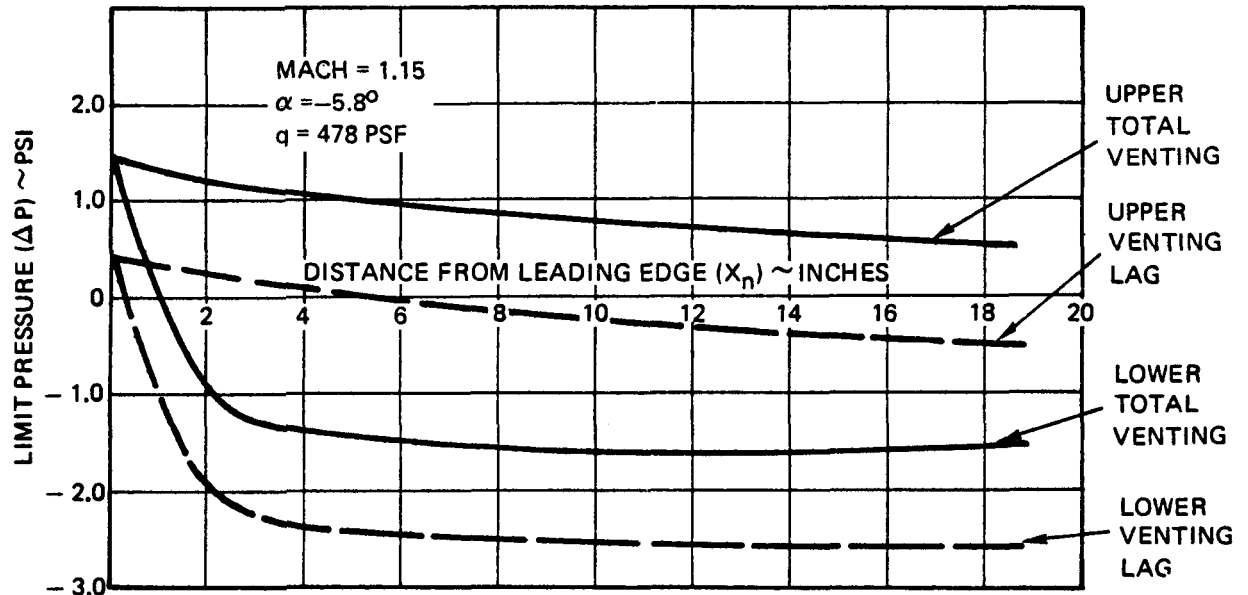 MACH = 1.15
α = -5.8°
q = 478 PSF
LIMIT PRESSURE (ΔP) ~ PSI
2.0
1.0
0
- 1.0
- 2.0
- 3.0
DISTANCE FROM LEADING EDGE (Xn) ~ INCHES
2 4 6 8 10 12 14 16 18 20
UPPER
TOTAL
VENTING
UPPER
VENTING
LAG
LOWER
TOTAL
VENTING
LOWER
VENTING
LAG